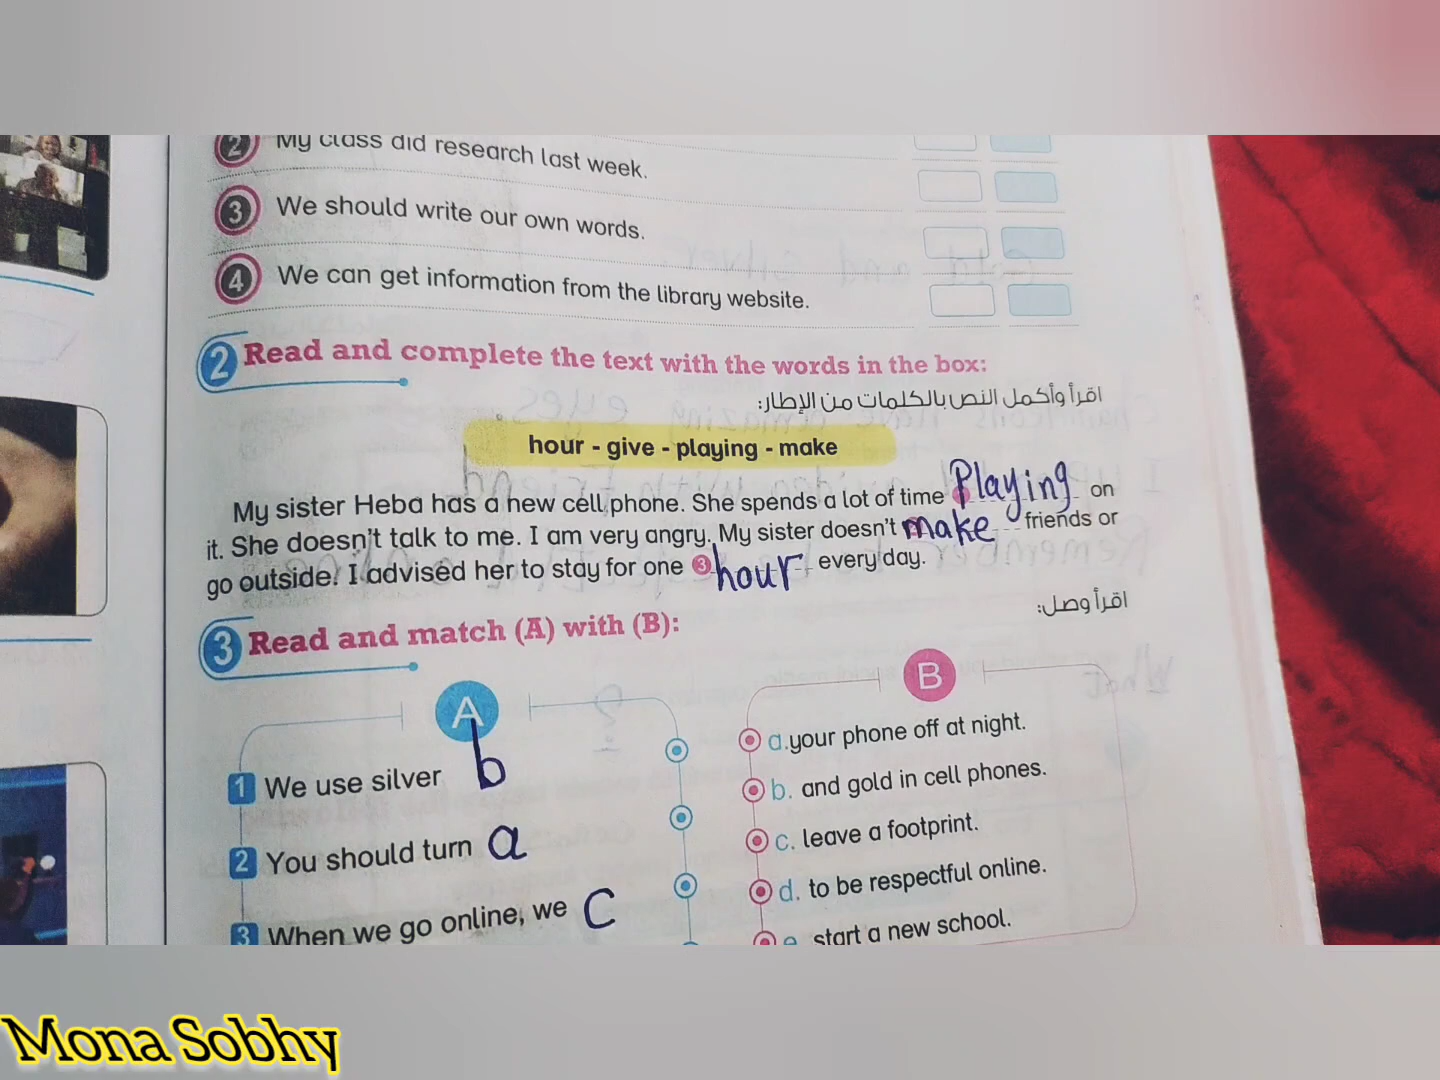 2 My class did research last week.
3 We should write our own words.
4 We can get information from the library website.
2 Read and complete the text with the words in the box:
اقرأ وأكمل النص بالكلمات من الإطار:
hour - give - playing - make
My sister Heba has a new cell phone. She spends a lot of time Playing on
it. She doesn't talk to me. I am very angry. My sister doesn't make friends or
go outside. I advised her to stay for one 3 hour every day.
اقرأ وصل:
3 Read and match (A) with (B):
A
B
1 We use silver b
a. your phone off at night.
b. and gold in cell phones.
2 You should turn a
c. leave a footprint.
3 When we go online, we C
d. to be respectful online.
e. start a new school.
Mona Sobhy